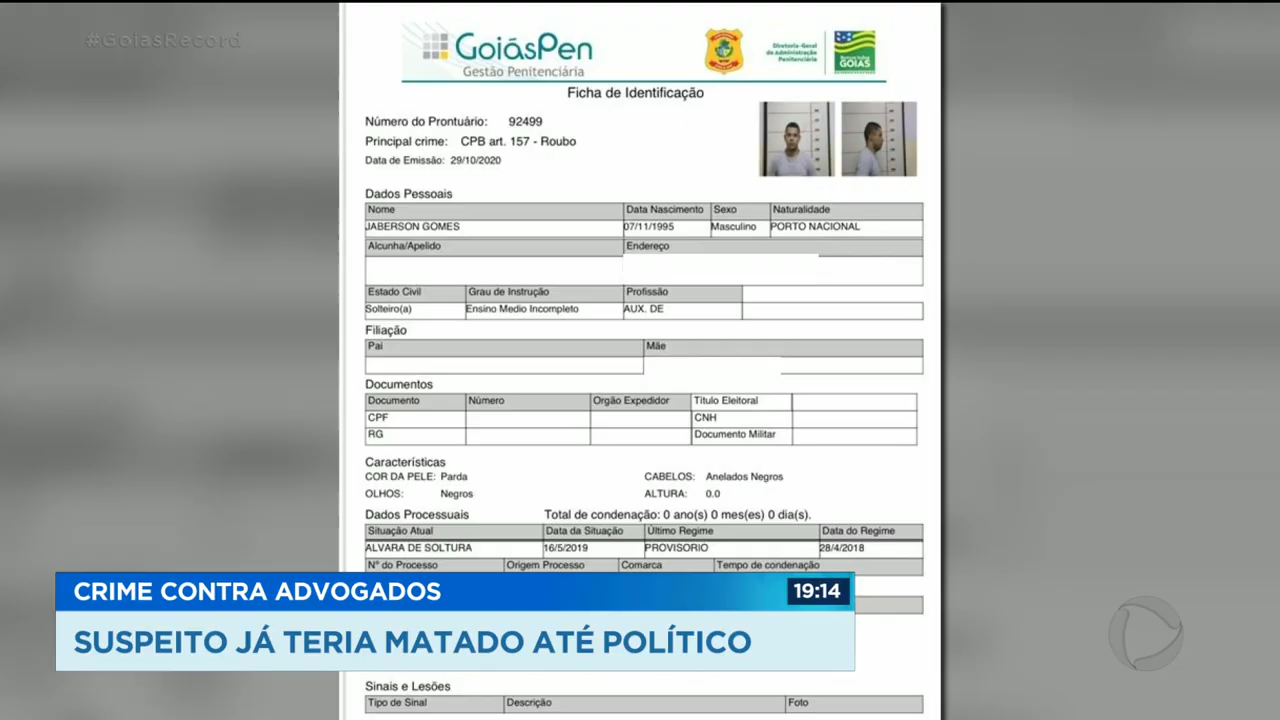 #GoiasRecord
GoiásPen
Gestão Penitenciária
Diretoria-Geral
de Administração
Penitenciária
GOIÁS
Ficha de Identificação
Número do Prontuário: 92499
Principal crime: CPB art. 157 - Roubo
Data de Emissão: 29/10/2020
Dados Pessoais
Nome Data Nascimento Sexo Naturalidade
JABERSON GOMES 07/11/1995 Masculino PORTO NACIONAL
Alcunha/Apelido Endereço
Estado Civil Grau de Instrução Profissão
Solteiro(a) Ensino Medio Incompleto AUX. DE
Filiação
Pai Mãe
Documentos
Documento Número Orgão Expedidor Título Eleitoral
CPF CNH
RG Documento Militar
Características
COR DA PELE: Parda CABELOS: Anelados Negros
OLHOS: Negros ALTURA: 0.0
Dados Processuais Total de condenação: 0 ano(s) 0 mes(es) 0 dia(s).
Situação Atual Data da Situação Último Regime Data do Regime
ALVARA DE SOLTURA 16/5/2019 PROVISORIO 28/4/2018
Nº do Processo Origem Processo Comarca Tempo de condenação
CRIME CONTRA ADVOGADOS 19:14
SUSPEITO JÁ TERIA MATADO ATÉ POLÍTICO
Sinais e Lesões
Tipo de Sinal Descrição Foto